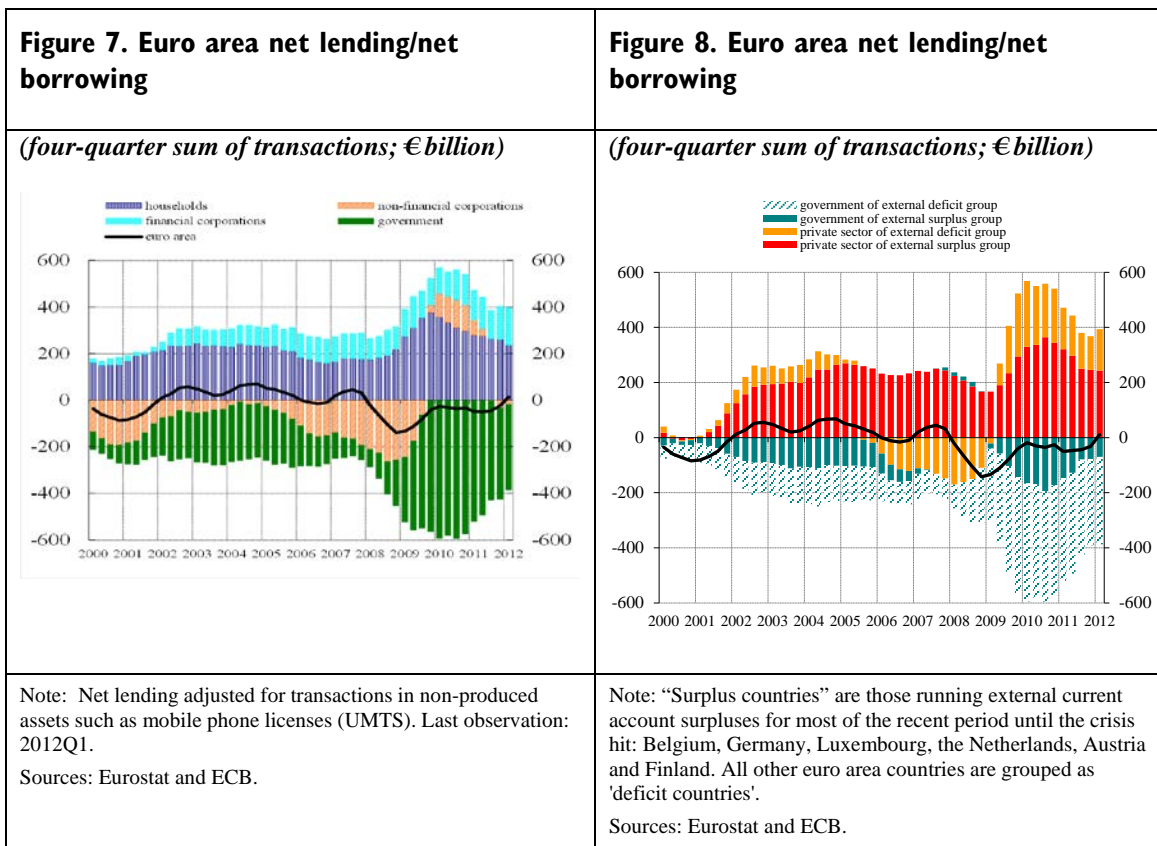 Figure 7. Euro area net lending/net
borrowing
(four-quarter sum of transactions; € billion)
households
non-financial corporations
financial corporations
government
euro area
600
400
200
0
-200
-400
-600
600
400
200
0
-200
-400
-600
2000 2001 2002 2003 2004 2005 2006 2007 2008 2009 2010 2011 2012
Note: Net lending adjusted for transactions in non-produced
assets such as mobile phone licenses (UMTS). Last observation:
2012Q1.
Sources: Eurostat and ECB.
Figure 8. Euro area net lending/net
borrowing
(four-quarter sum of transactions; € billion)
government of external deficit group
government of external surplus group
private sector of external deficit group
private sector of external surplus group
600
400
200
0
-200
-400
-600
600
400
200
0
-200
-400
-600
2000 2001 2002 2003 2004 2005 2006 2007 2008 2009 2010 2011 2012
Note: “Surplus countries” are those running external current
account surpluses for most of the recent period until the crisis
hit: Belgium, Germany, Luxembourg, the Netherlands, Austria
and Finland. All other euro area countries are grouped as
'deficit countries'.
Sources: Eurostat and ECB.